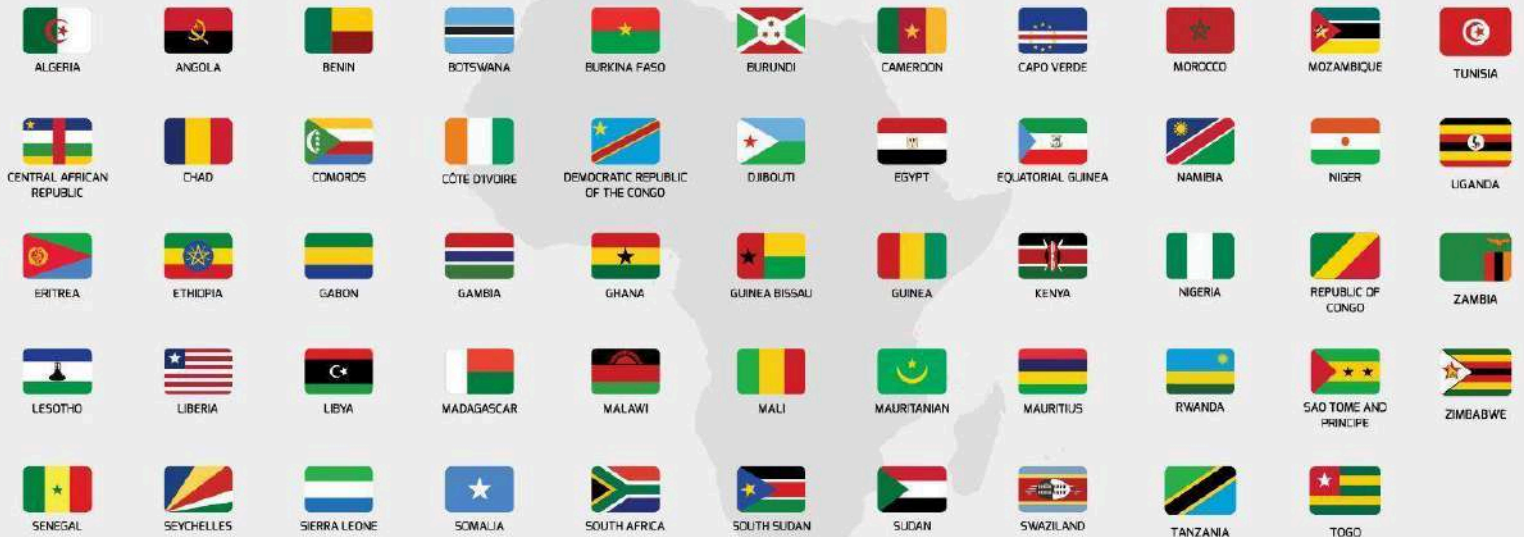 ALGERIA
ANGOLA
BENIN
BOTSWANA
BURKINA FASO
BURUNDI
CAMEROON
CAPO VERDE
MOROCCO
MOZAMBIQUE
TUNISIA
CENTRAL AFRICAN
REPUBLIC
CHAD
COMOROS
CÔTE D'IVOIRE
DEMOCRATIC REPUBLIC
OF THE CONGO
DJIBOUTI
EGYPT
EQUATORIAL GUINEA
NAMIBIA
NIGER
UGANDA
ERITREA
ETHIOPIA
GABON
GAMBIA
GHANA
GUINEA BISSAU
GUINEA
KENYA
NIGERIA
REPUBLIC OF
CONGO
ZAMBIA
LESOTHO
LIBERIA
LIBYA
MADAGASCAR
MALAWI
MALI
MAURITANIAN
MAURITIUS
RWANDA
SAO TOME AND
PRINCIPE
ZIMBABWE
SENEGAL
SEYCHELLES
SIERRA LEONE
SOMALIA
SOUTH AFRICA
SOUTH SUDAN
SUDAN
SWAZILAND
TANZANIA
TOGO